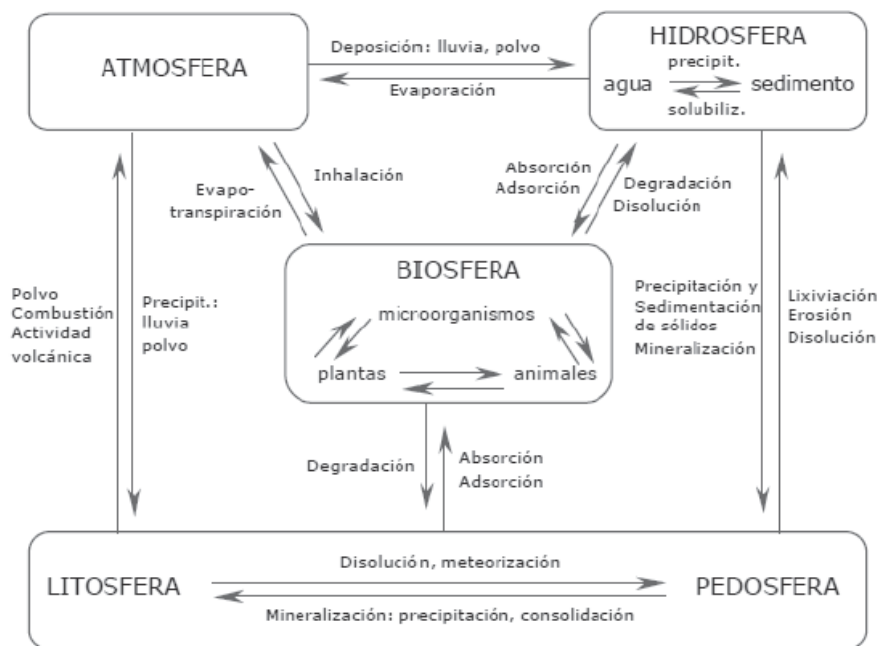 ATMOSFERA
Deposición: lluvia, polvo
Evaporación
HIDROSFERA
precipit.
agua
sedimento
solubiliz.
Evapo-
transpiración
Inhalación
Absorción
Adsorción
Degradación
Disolución
BIOSFERA
microorganismos
plantas
animales
Polvo
Combustión
Actividad
volcánica
Precipit.:
lluvia
polvo
Precipitación y
Sedimentación
de sólidos
Mineralización
Lixiviación
Erosión
Disolución
Degradación
Absorción
Adsorción
LITOSFERA
Disolución, meteorización
PEDOSFERA
Mineralización: precipitación, consolidación